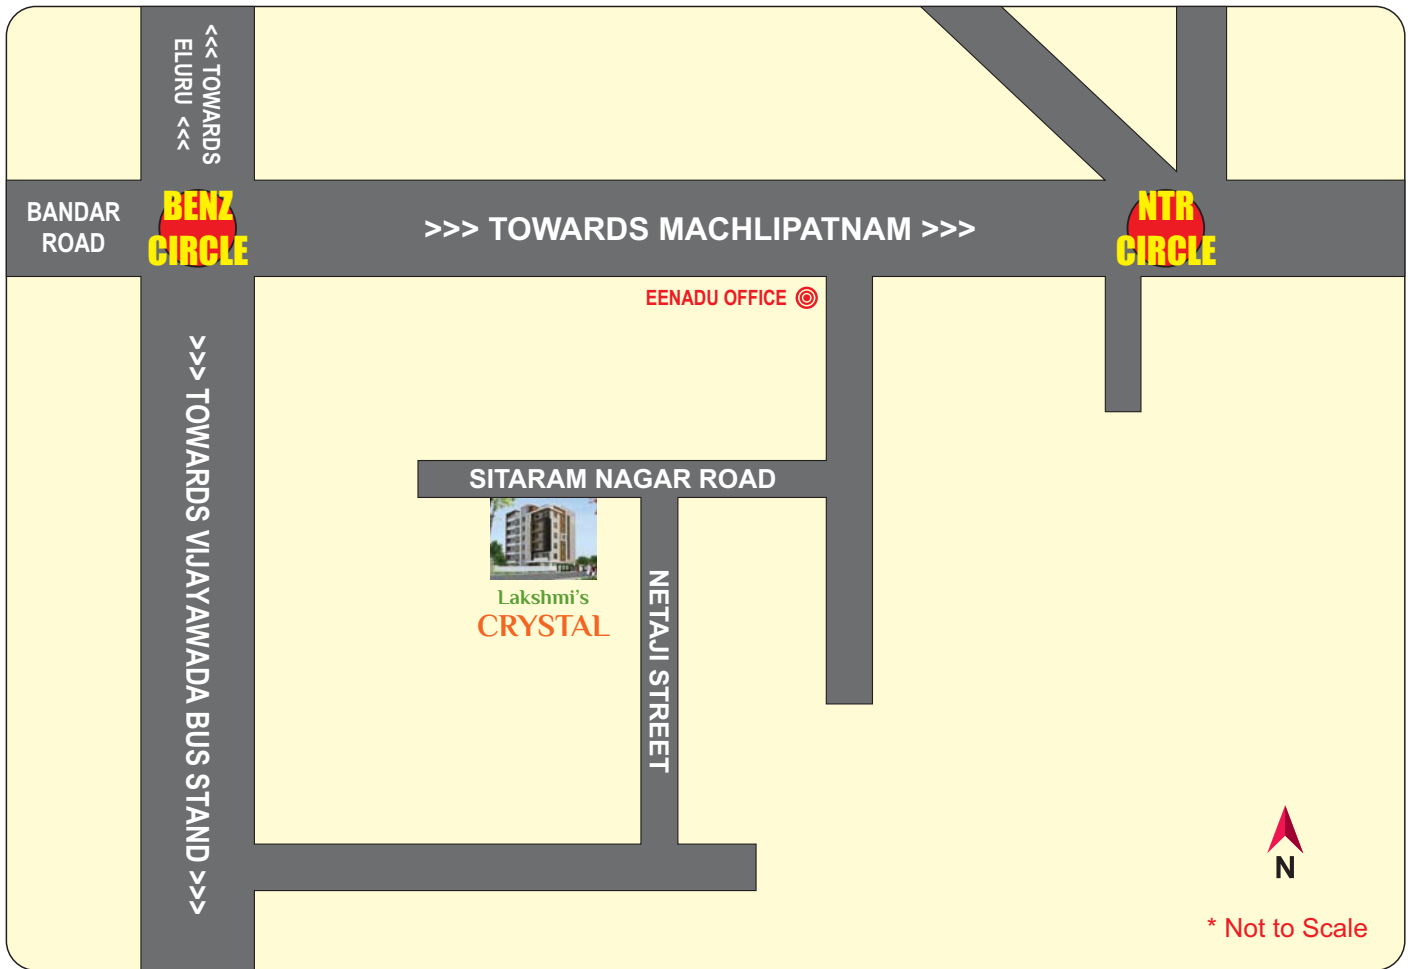 <<< TOWARDS
ELURU <<<
BANDAR
ROAD
BENZ
CIRCLE
>>> TOWARDS MACHLIPATNAM >>>
NTR
CIRCLE
EENADU OFFICE
>>> TOWARDS VIJAYAWADA BUS STAND >>>
SITARAM NAGAR ROAD
Lakshmi's
CRYSTAL
NETAJI STREET
N
* Not to Scale